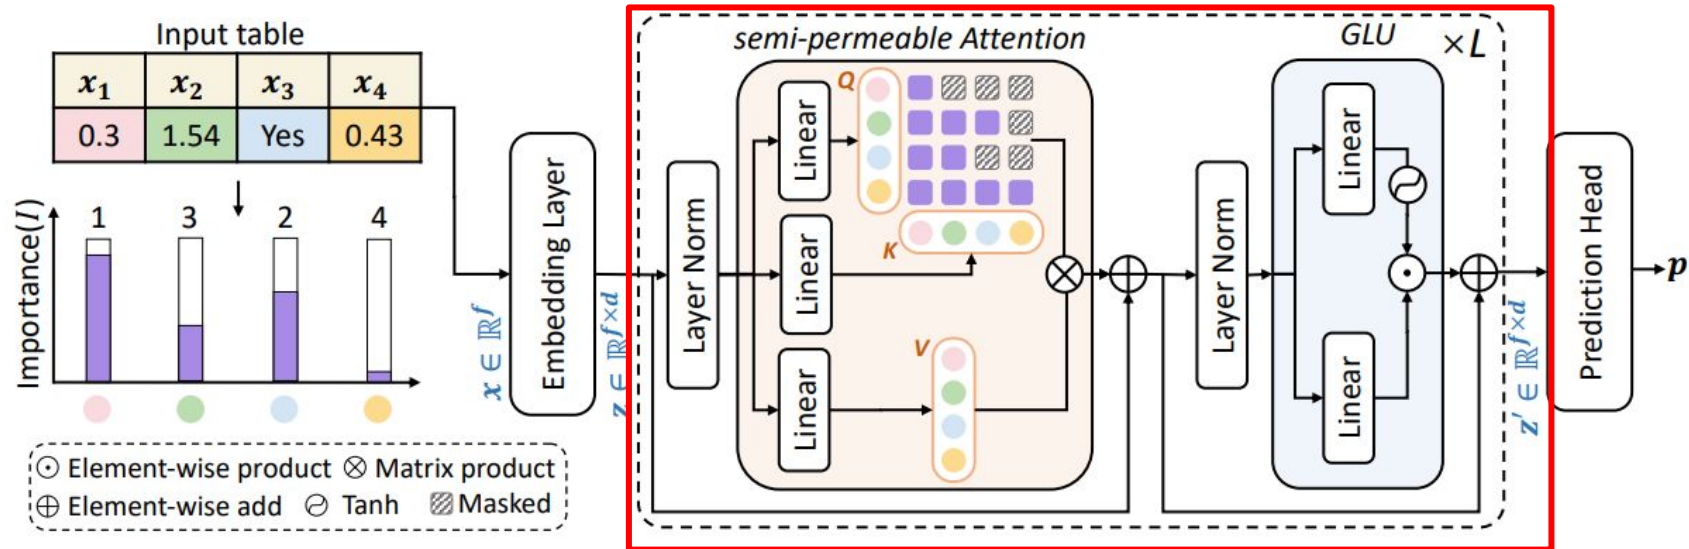 Input table
x₁ x₂ x₃ x₄
0.3 1.54 Yes 0.43
Importance(I)
1 3 2 4
x ∈ ℝ^f
Embedding Layer
z ∈ ℝ^{f×d}
semi-permeable Attention
Layer Norm
Linear
Linear
Linear
Q
K
V
GLU
×L
Layer Norm
Linear
Linear
z′ ∈ ℝ^{f×d}
Prediction Head
p
Element-wise product
Matrix product
Element-wise add
Tanh
Masked